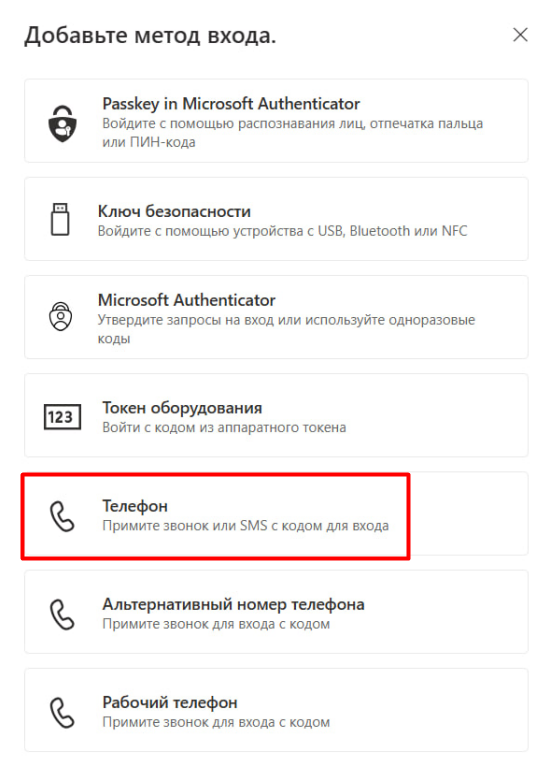 Добавьте метод входа.
Passkey in Microsoft Authenticator
Войдите с помощью распознавания лиц, отпечатка пальца
или ПИН-кода
Ключ безопасности
Войдите с помощью устройства с USB, Bluetooth или NFC
Microsoft Authenticator
Утвердите запросы на вход или используйте одноразовые
коды
123
Токен оборудования
Войти с кодом из аппаратного токена
Телефон
Примите звонок или SMS с кодом для входа
Альтернативный номер телефона
Примите звонок для входа с кодом
Рабочий телефон
Примите звонок для входа с кодом